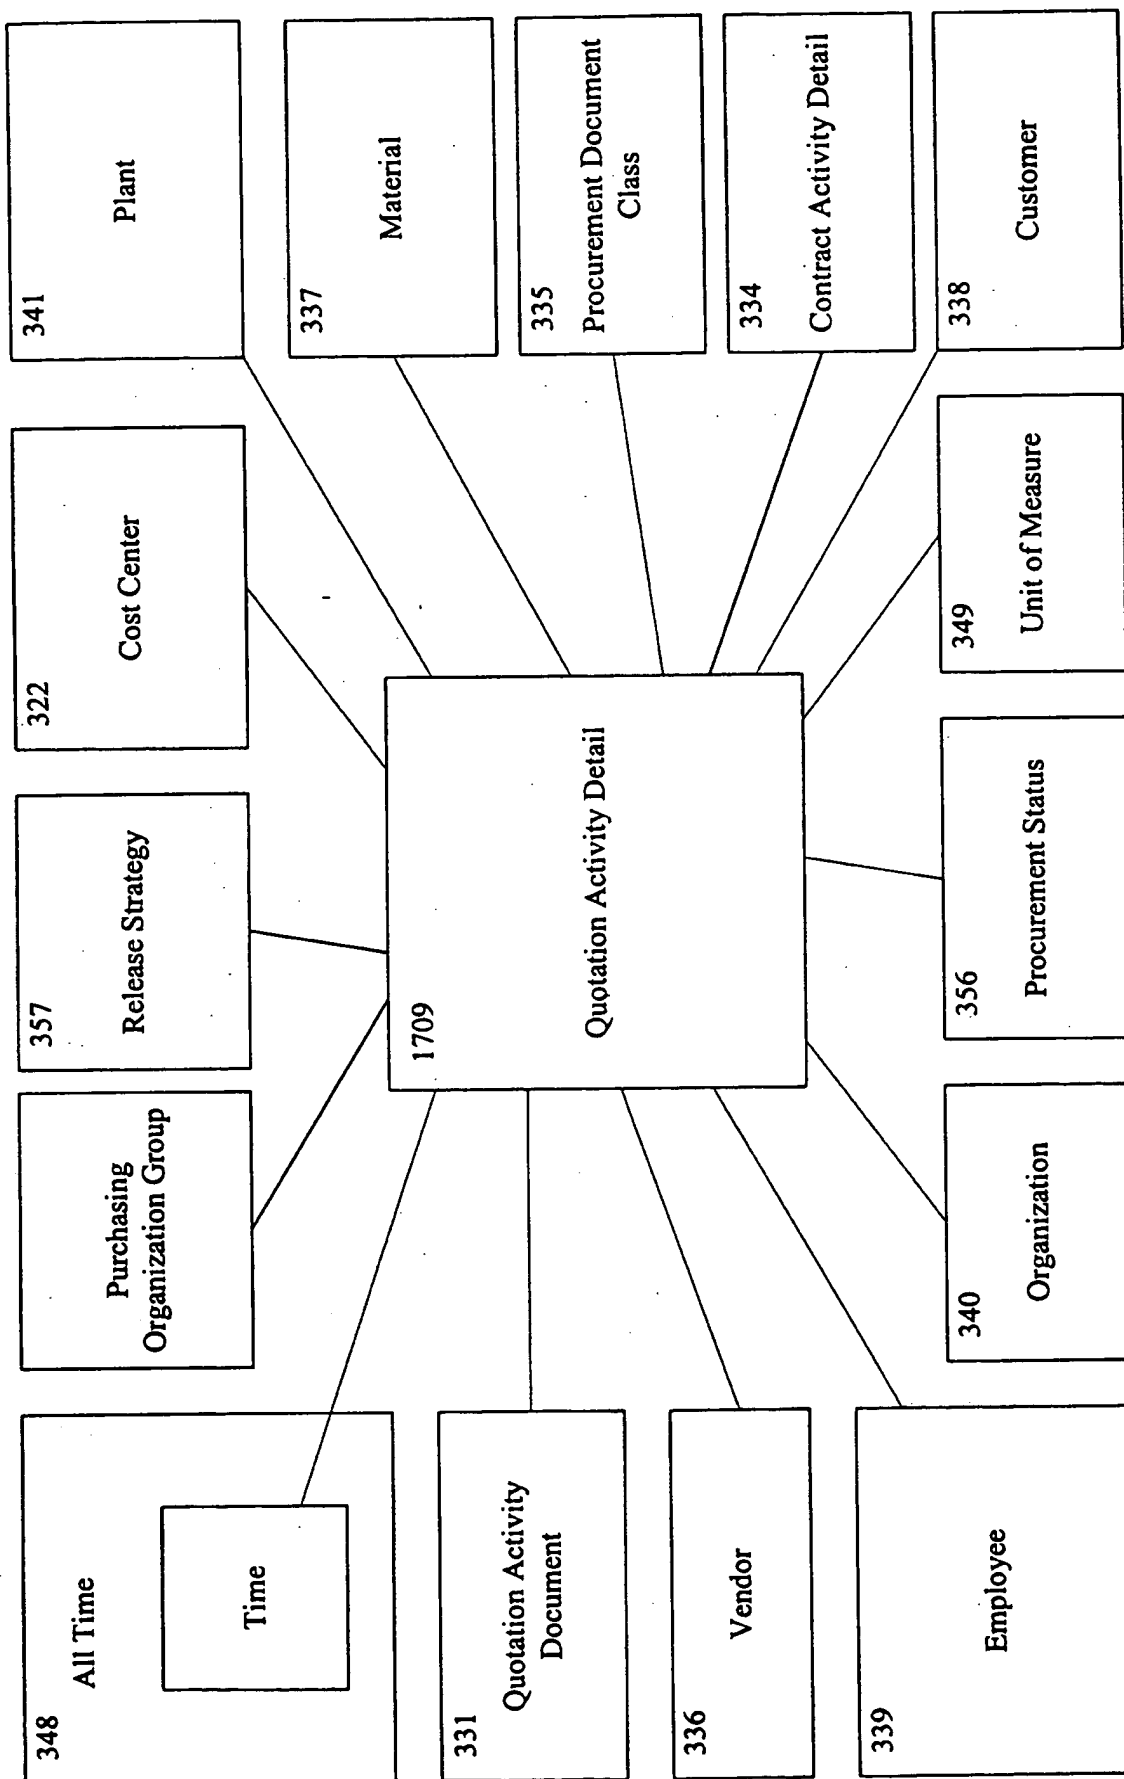 348
All Time
Time
Purchasing
Organization Group
357
Release Strategy
322
Cost Center
341
Plant
331
Quotation Activity
Document
1709
Quotation Activity Detail
337
Material
335
Procurement Document
Class
336
Vendor
334
Contract Activity Detail
339
Employee
340
Organization
356
Procurement Status
349
Unit of Measure
338
Customer